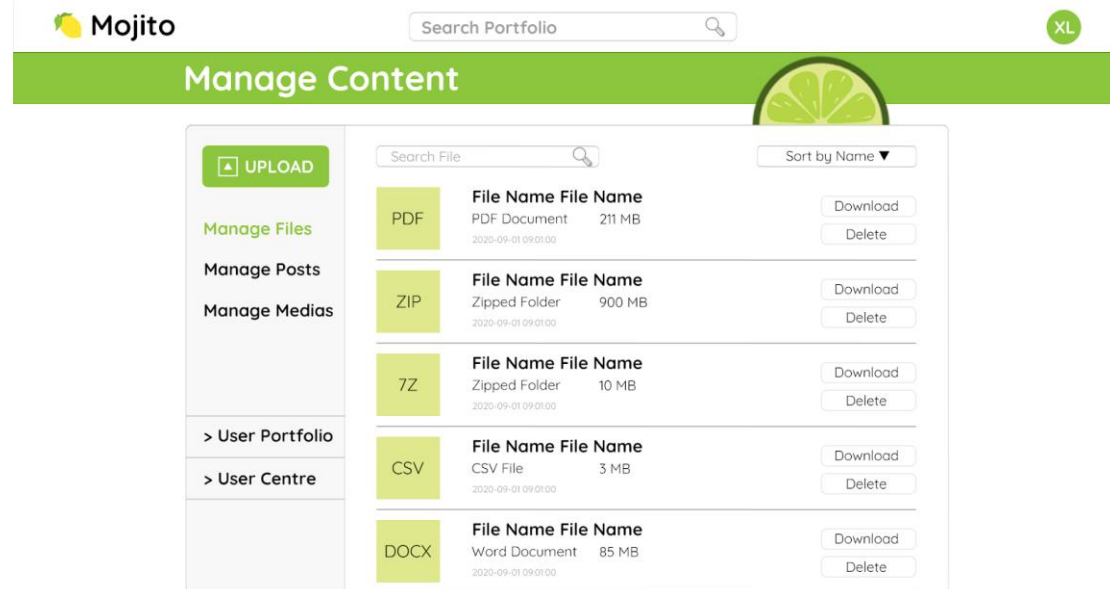 Mojito
Search Portfolio
XL
Manage Content
UPLOAD
Manage Files
Manage Posts
Manage Medias
> User Portfolio
> User Centre
Search File
Sort by Name ▼
PDF
File Name File Name
PDF Document 211 MB
2020-09-01 09:01:00
Download
Delete
ZIP
File Name File Name
Zipped Folder 900 MB
2020-09-01 09:01:00
Download
Delete
7Z
File Name File Name
Zipped Folder 10 MB
2020-09-01 09:01:00
Download
Delete
CSV
File Name File Name
CSV File 3 MB
2020-09-01 09:01:00
Download
Delete
DOCX
File Name File Name
Word Document 85 MB
2020-09-01 09:01:00
Download
Delete